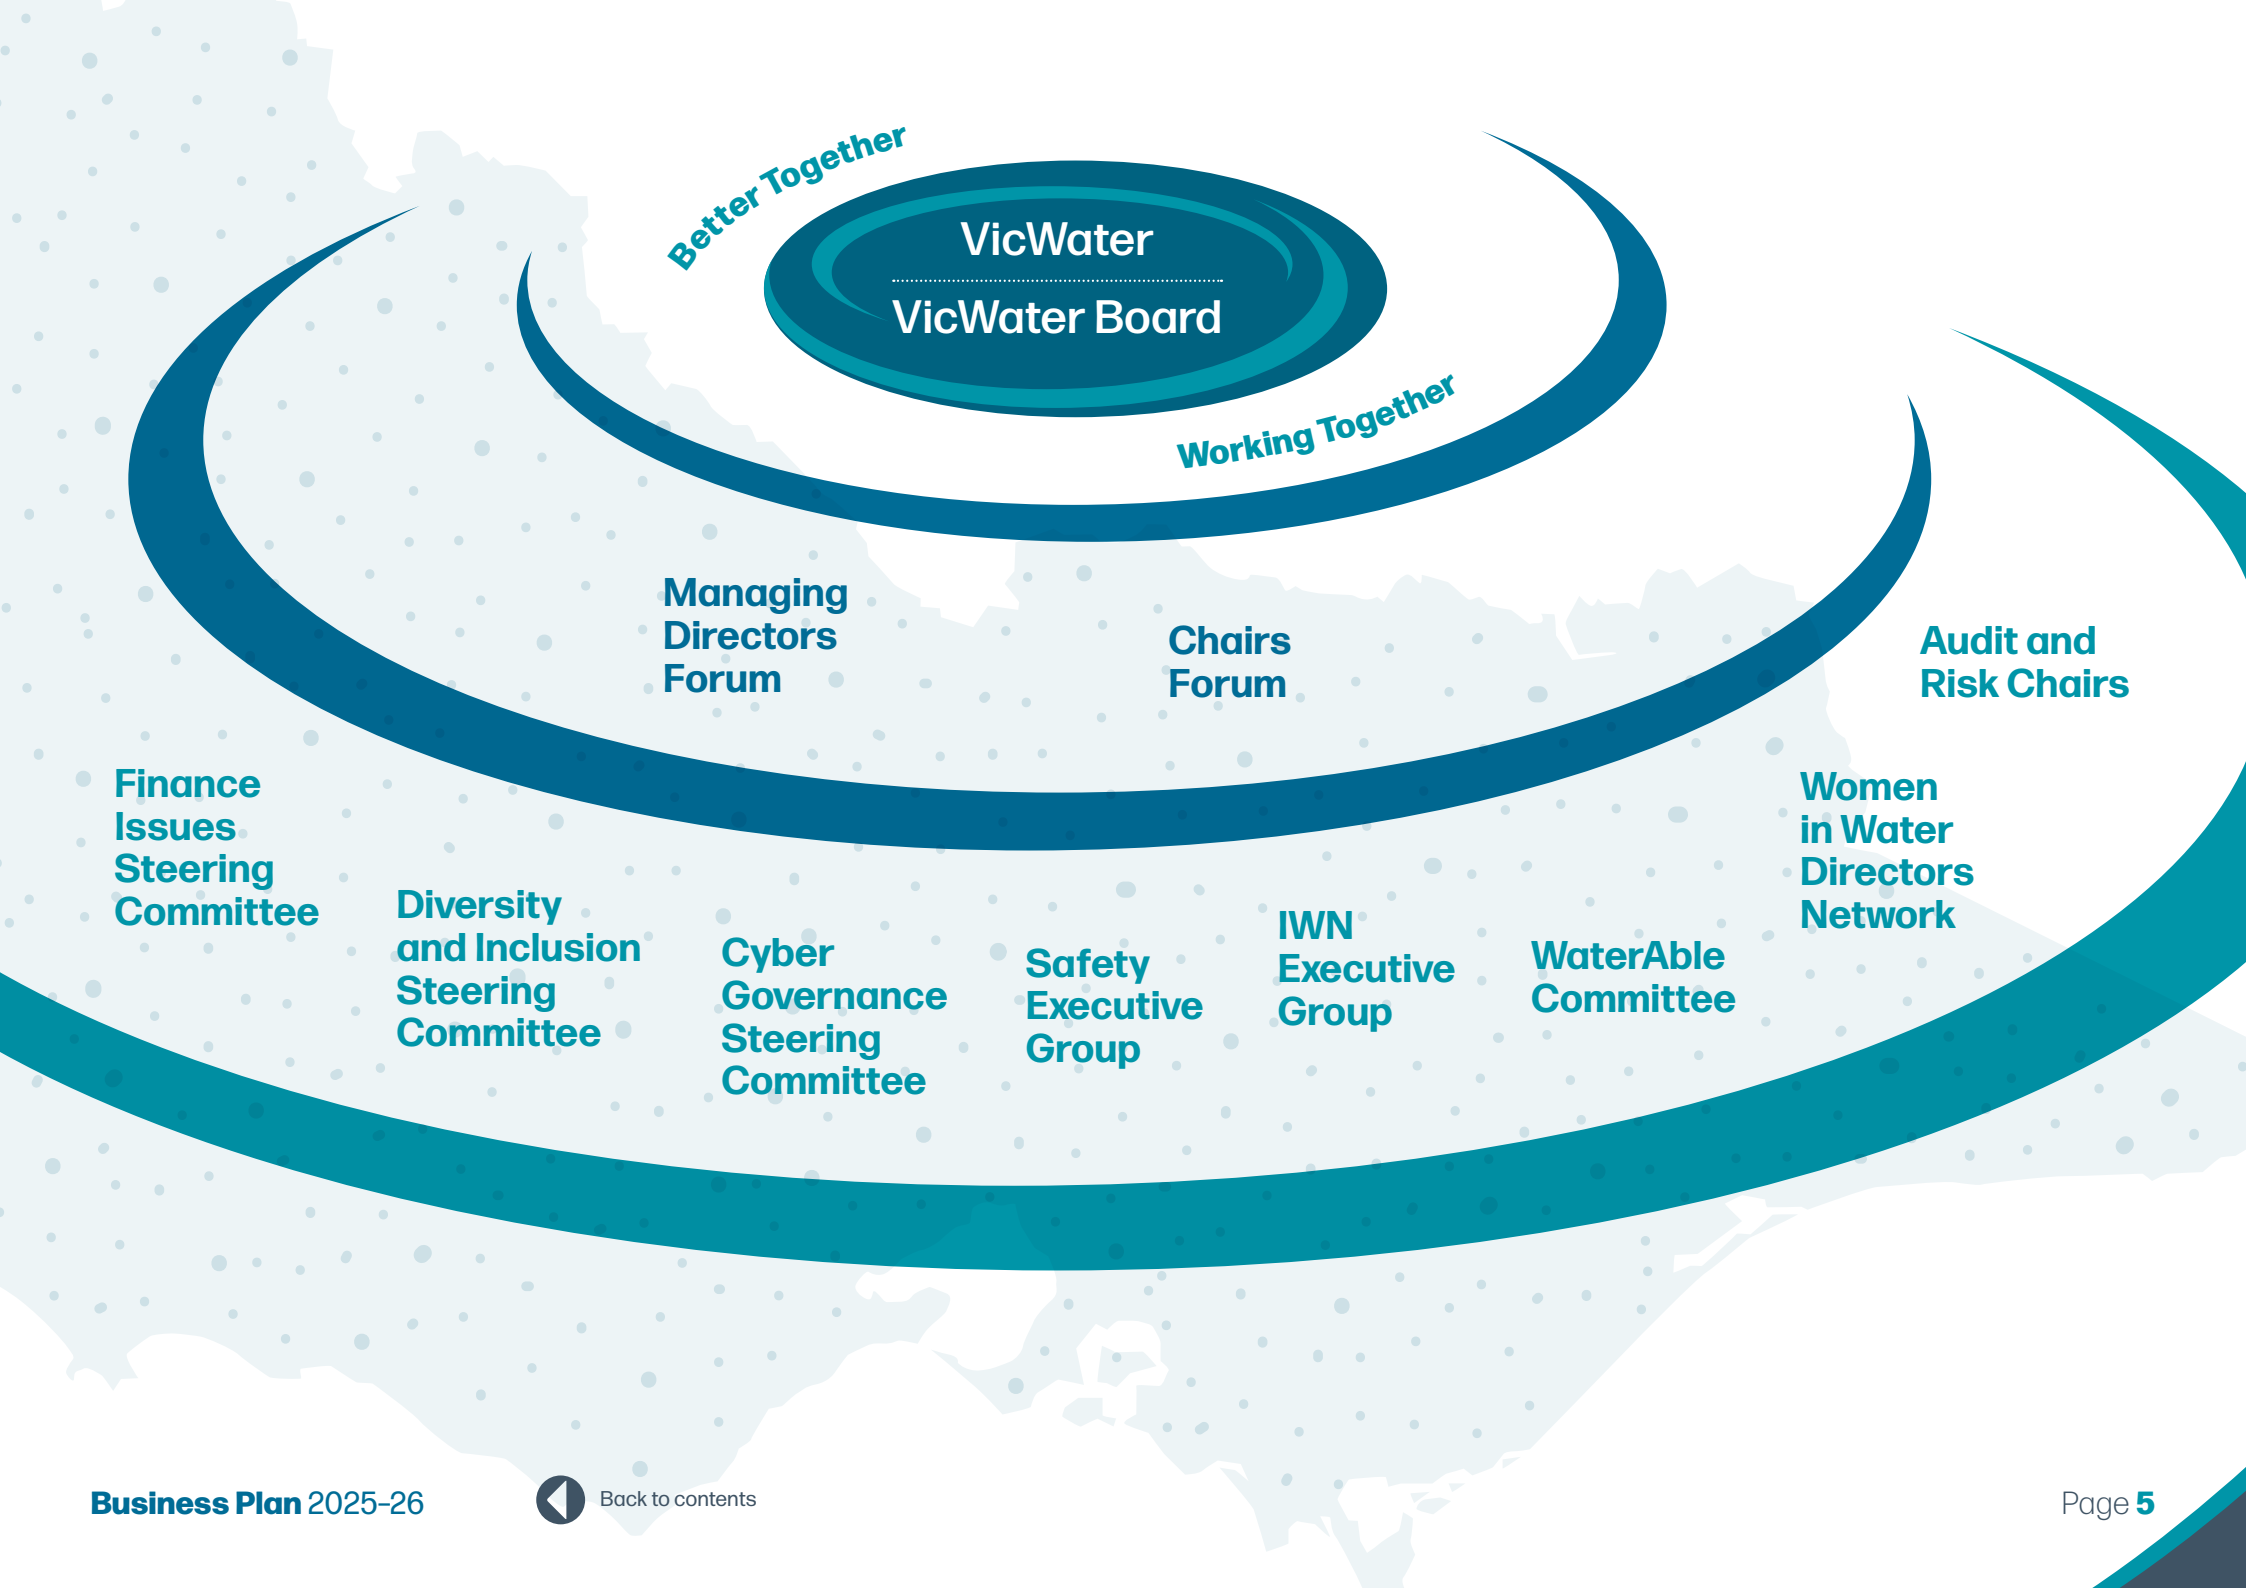 Better Together
VicWater
VicWater Board
Working Together
Managing
Directors
Forum
Chairs
Forum
Audit and
Risk Chairs
Finance
Issues
Steering
Committee
Diversity
and Inclusion
Steering
Committee
Cyber
Governance
Steering
Committee
Safety
Executive
Group
IWN
Executive
Group
WaterAble
Committee
Women
in Water
Directors
Network
Business Plan 2025–26
Back to contents
Page 5